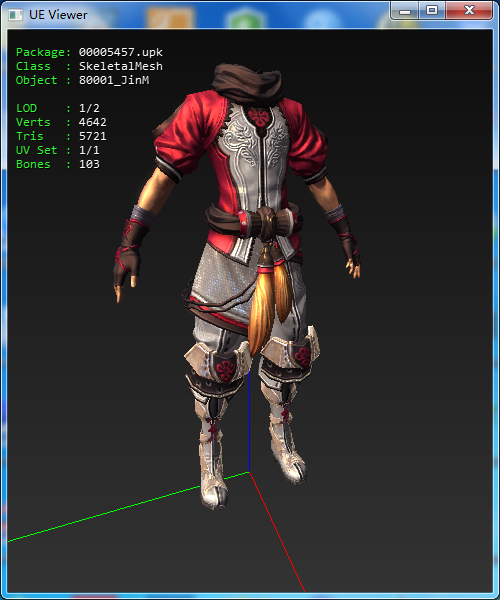 UE Viewer
Package: 00005457.upk
Class  : SkeletalMesh
Object : 80001_JinM
LOD    : 1/2
Verts  : 4642
Tris   : 5721
UV Set : 1/1
Bones  : 103